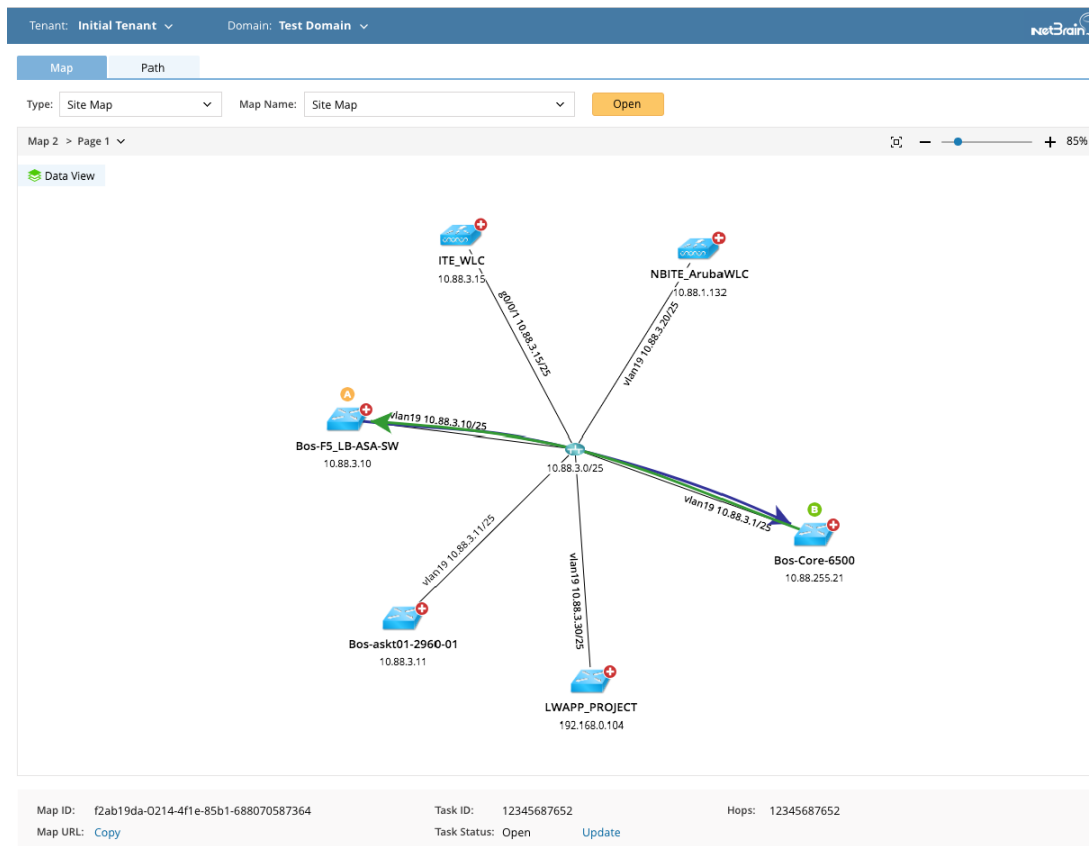 Tenant: Initial Tenant Domain: Test Domain NetBrain
Map Path
Type: Site Map Map Name: Site Map Open
Map 2 > Page 1 85%
Data View
ITE_WLC
10.88.3.15
NBITE_ArubaWLC
10.88.1.132
g0/0/1 10.88.3.15/25
vlan19 10.88.3.20/25
A
vlan19 10.88.3.10/25
Bos-F5_LB-ASA-SW
10.88.3.10
10.88.3.0/25
vlan19 10.88.3.1/25
B
Bos-Core-6500
10.88.255.21
vlan19 10.88.3.11/25
vlan19 10.88.3.30/25
Bos-askt01-2960-01
10.88.3.11
LWAPP_PROJECT
192.168.0.104
Map ID: f2ab19da-0214-4f1e-85b1-688070587364 Task ID: 12345687652 Hops: 12345687652
Map URL: Copy Task Status: Open Update